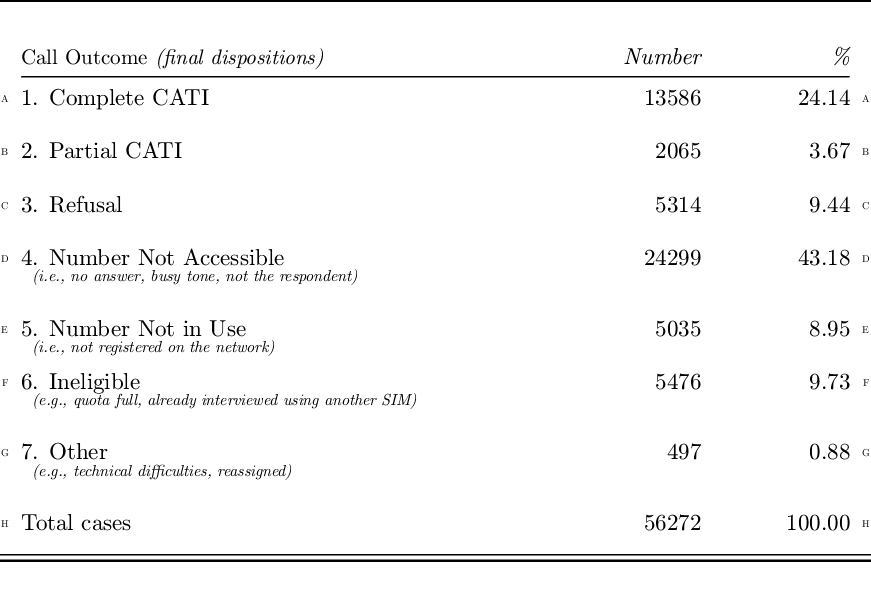 Call Outcome (final dispositions) Number %
A 1. Complete CATI 13586 24.14 A
B 2. Partial CATI 2065 3.67 B
C 3. Refusal 5314 9.44 C
D 4. Number Not Accessible 24299 43.18 D
(i.e., no answer, busy tone, not the respondent)
E 5. Number Not in Use 5035 8.95 E
(i.e., not registered on the network)
F 6. Ineligible 5476 9.73 F
(e.g., quota full, already interviewed using another SIM)
G 7. Other 497 0.88 G
(e.g., technical difficulties, reassigned)
H Total cases 56272 100.00 H